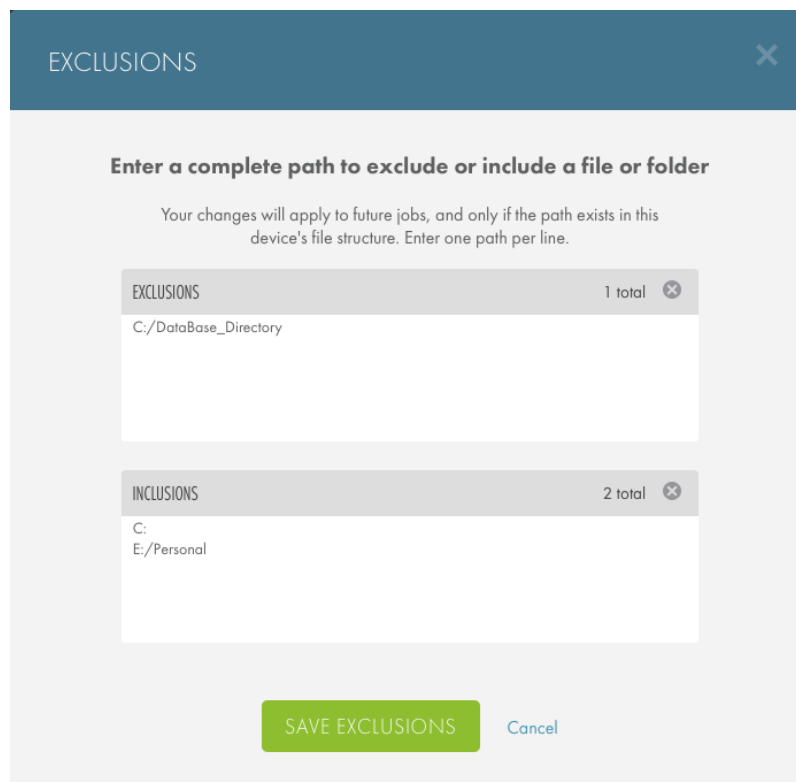 EXCLUSIONS
Enter a complete path to exclude or include a file or folder
Your changes will apply to future jobs, and only if the path exists in this
device's file structure. Enter one path per line.
EXCLUSIONS 1 total
C:/DataBase_Directory
INCLUSIONS 2 total
C:
E:/Personal
SAVE EXCLUSIONS Cancel